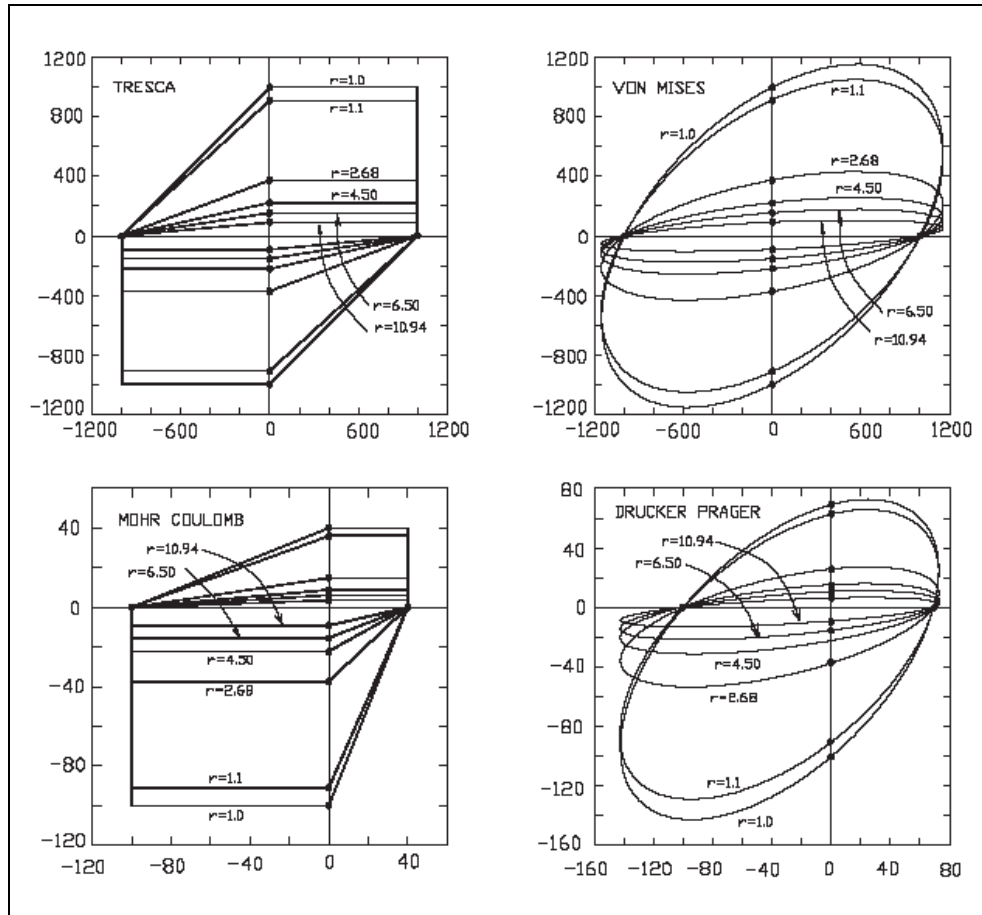 TRESCA
1200
800
400
0
-400
-800
-1200
-1200
-600
0
600
1200
r=1.0
r=1.1
r=2.68
r=4.50
r=6.50
r=10.94
VON MISES
1200
800
400
0
-400
-800
-1200
-1200
-600
0
600
1200
r=1.0
r=1.1
r=2.68
r=4.50
r=6.50
r=10.94
MOHR COULOMB
40
0
-40
-80
-120
-120
-80
-40
0
40
r=10.94
r=6.50
r=4.50
r=2.68
r=1.1
r=1.0
DRUCKER PRAGER
80
40
0
-40
-80
-120
-160
-160
-120
-80
-40
0
40
80
r=10.94
r=6.50
r=4.50
r=2.68
r=1.1
r=1.0